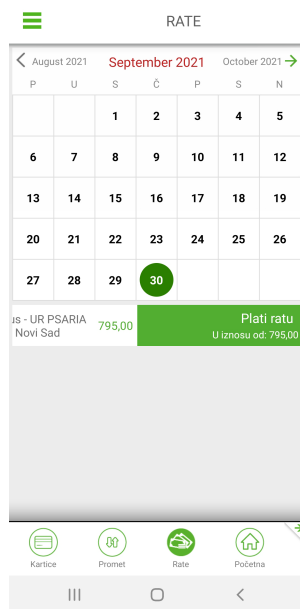 RATE
August 2021 September 2021 October 2021
P U S Č P S N
1 2 3 4 5
6 7 8 9 10 11 12
13 14 15 16 17 18 19
20 21 22 23 24 25 26
27 28 29 30
us - UR PSARIA 795,00 Plati ratu
Novi Sad U iznosu od: 795,00
Kartice Promet Rate Početna